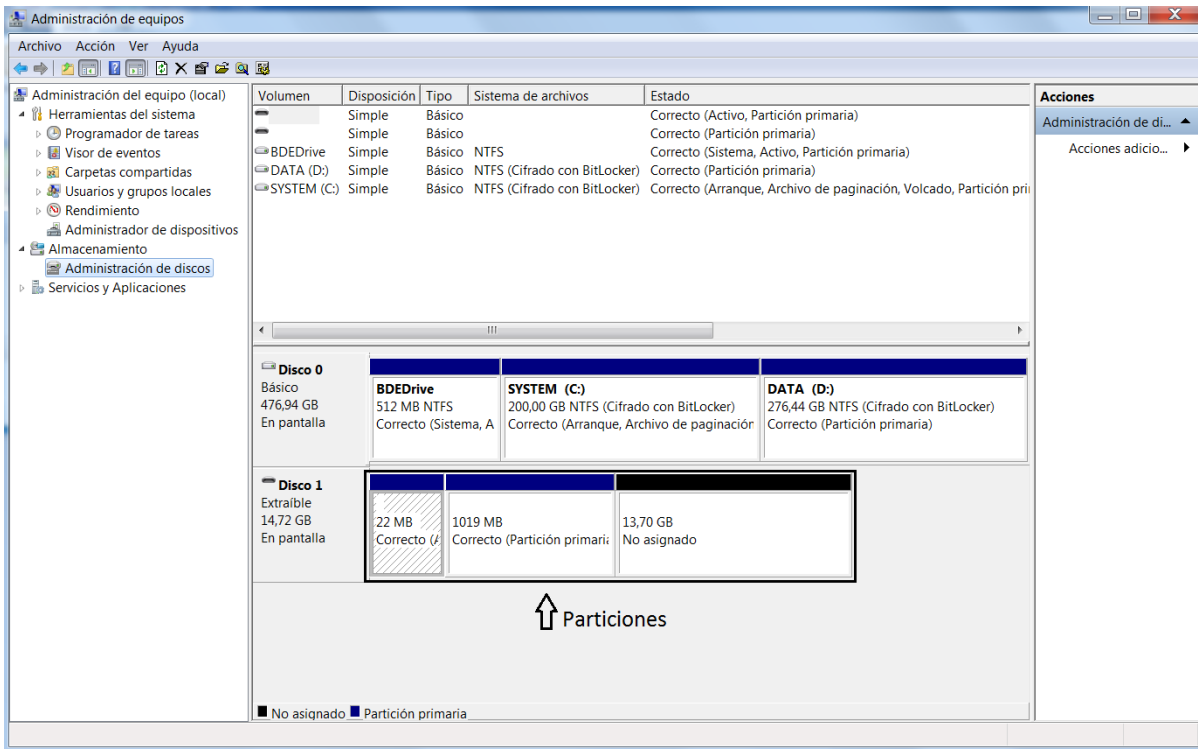 Administración de equipos
Archivo Acción Ver Ayuda
Administración del equipo (local)
Herramientas del sistema
Programador de tareas
Visor de eventos
Carpetas compartidas
Usuarios y grupos locales
Rendimiento
Administrador de dispositivos
Almacenamiento
Administración de discos
Servicios y Aplicaciones
Volumen Disposición Tipo Sistema de archivos Estado
Simple Básico Correcto (Activo, Partición primaria)
Simple Básico Correcto (Partición primaria)
BDEDrive Simple Básico NTFS Correcto (Sistema, Activo, Partición primaria)
DATA (D:) Simple Básico NTFS (Cifrado con BitLocker) Correcto (Partición primaria)
SYSTEM (C:) Simple Básico NTFS (Cifrado con BitLocker) Correcto (Arranque, Archivo de paginación, Volcado, Partición pri
Acciones
Administración de di...
Acciones adicio...
Disco 0
Básico
476,94 GB
En pantalla
BDEDrive
512 MB NTFS
Correcto (Sistema, A
SYSTEM (C:)
200,00 GB NTFS (Cifrado con BitLocker)
Correcto (Arranque, Archivo de paginación
DATA (D:)
276,44 GB NTFS (Cifrado con BitLocker)
Correcto (Partición primaria)
Disco 1
Extraíble
14,72 GB
En pantalla
22 MB
Correcto (A
1019 MB
Correcto (Partición primaria
13,70 GB
No asignado
Particiones
No asignado Partición primaria